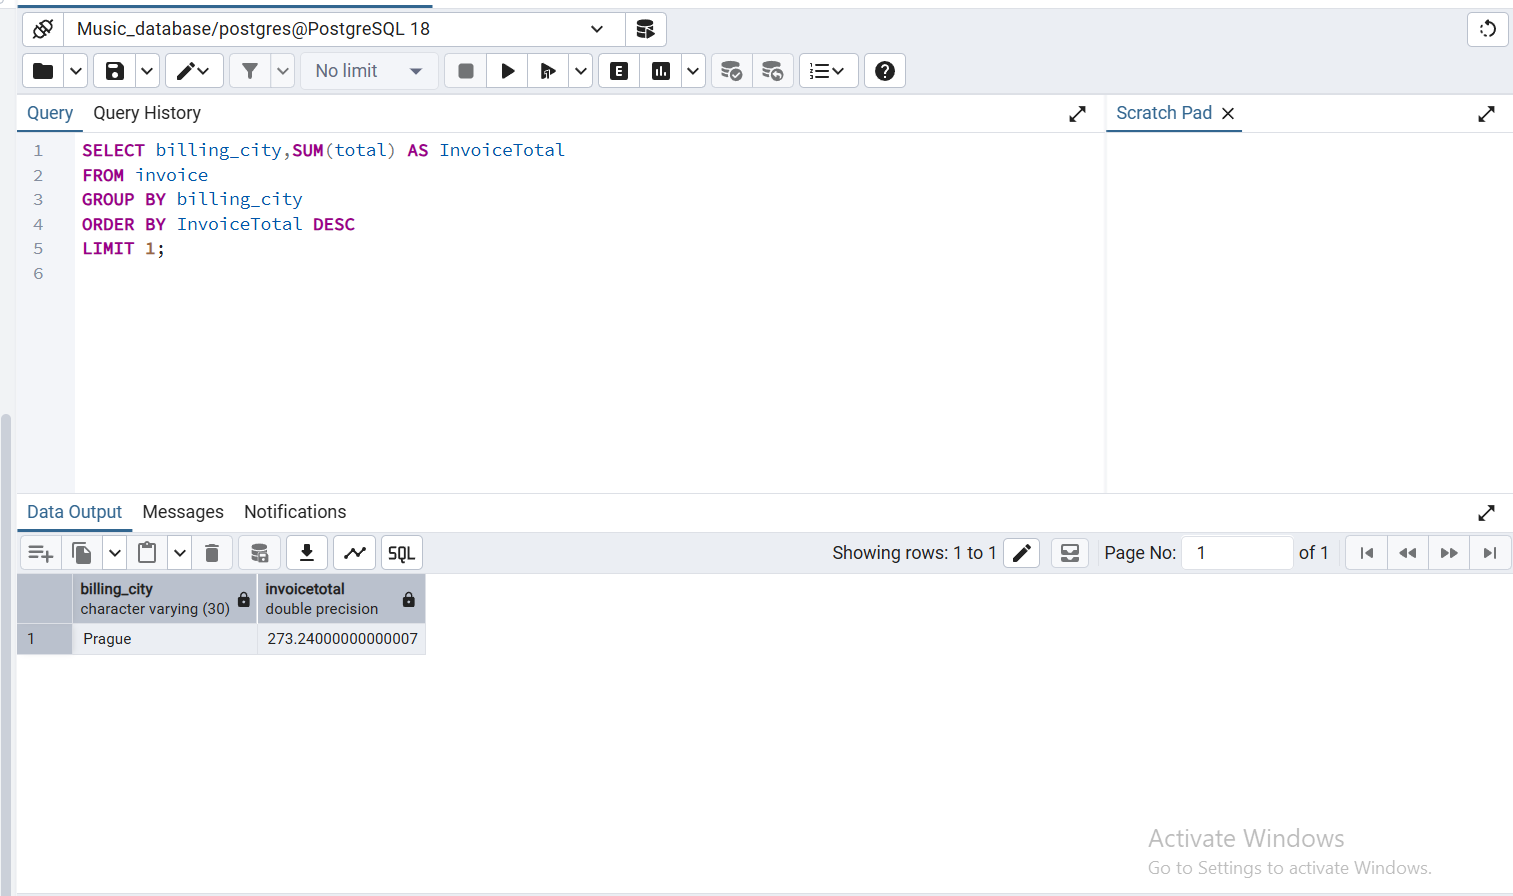 Music_database/postgres@PostgreSQL 18
No limit
E
Query Query History
Scratch Pad
1 SELECT billing_city,SUM(total) AS InvoiceTotal
2 FROM invoice
3 GROUP BY billing_city
4 ORDER BY InvoiceTotal DESC
5 LIMIT 1;
6
Data Output Messages Notifications
SQL Showing rows: 1 to 1 Page No: 1 of 1
billing_city invoicetotal
character varying (30) double precision
1 Prague 273.24000000000007
Activate Windows
Go to Settings to activate Windows.